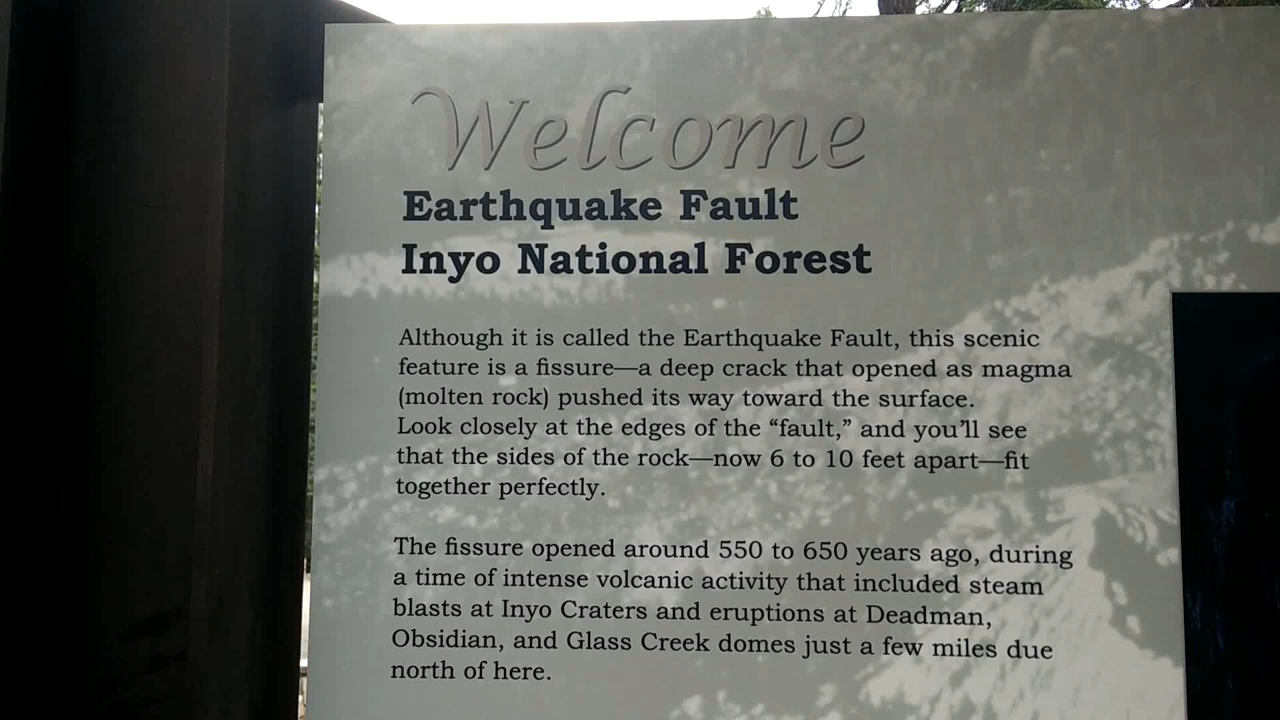 Welcome
Earthquake Fault
Inyo National Forest
Although it is called the Earthquake Fault, this scenic
feature is a fissure—a deep crack that opened as magma
(molten rock) pushed its way toward the surface.
Look closely at the edges of the “fault,” and you’ll see
that the sides of the rock—now 6 to 10 feet apart—fit
together perfectly.
The fissure opened around 550 to 650 years ago, during
a time of intense volcanic activity that included steam
blasts at Inyo Craters and eruptions at Deadman,
Obsidian, and Glass Creek domes just a few miles due
north of here.